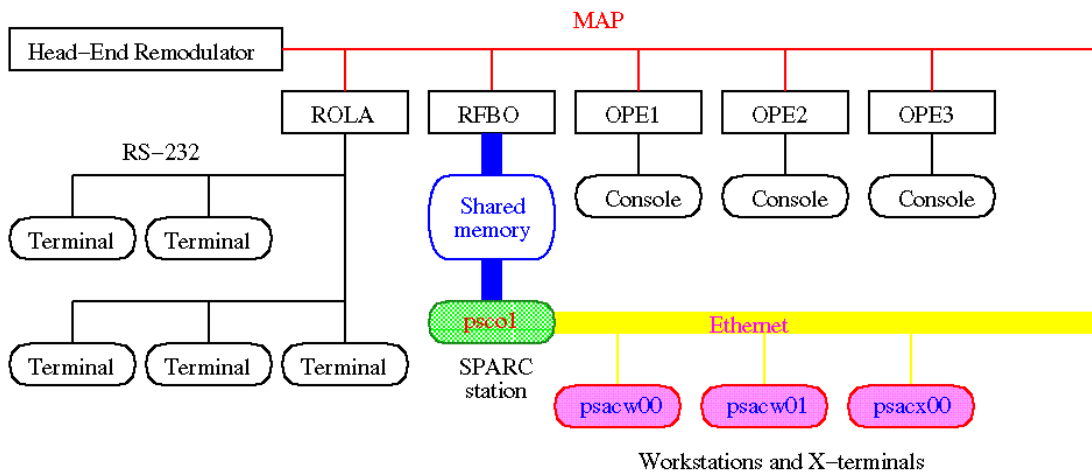 MAP
Head-End Remodulator
ROLA
RFBO
OPE1
OPE2
OPE3
RS-232
Console
Console
Console
Shared
memory
Terminal
Terminal
psco1
Ethernet
Terminal
Terminal
Terminal
SPARC
station
psacw00
psacw01
psacx00
Workstations and X-terminals